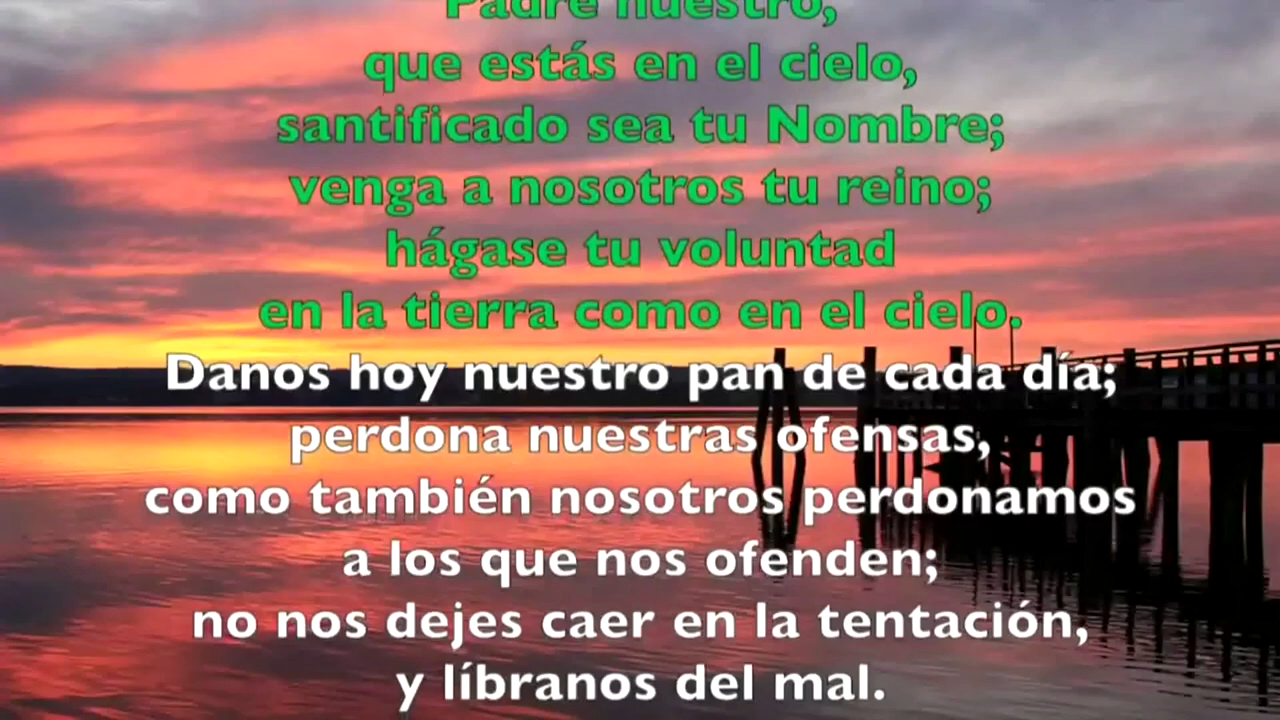 Padre nuestro,
que estás en el cielo,
santificado sea tu Nombre;
venga a nosotros tu reino;
hágase tu voluntad
en la tierra como en el cielo.
Danos hoy nuestro pan de cada día;
perdona nuestras ofensas,
como también nosotros perdonamos
a los que nos ofenden;
no nos dejes caer en la tentación,
y líbranos del mal.